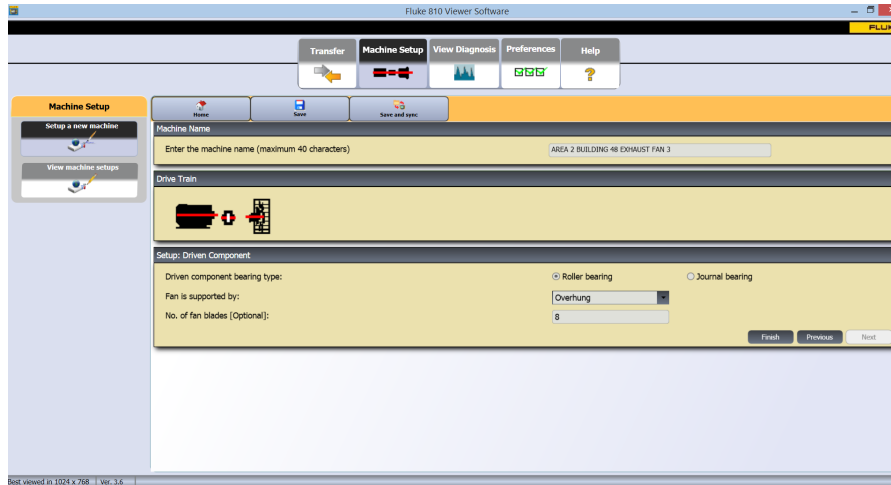 Fluke 810 Viewer Software
Transfer
Machine Setup
View Diagnosis
Preferences
Help
Machine Setup
Setup a new machine
View machine setups
Home
Save
Save and sync
Machine Name
Enter the machine name (maximum 40 characters)
AREA 2 BUILDING 4B EXHAUST FAN 3
Drive Train
Setup: Driven Component
Driven component bearing type:
Roller bearing
Journal bearing
Fan is supported by:
Overhung
No. of fan blades [Optional]:
8
Finish
Previous
Next
Best viewed in 1024 x 768
Ver. 3.6